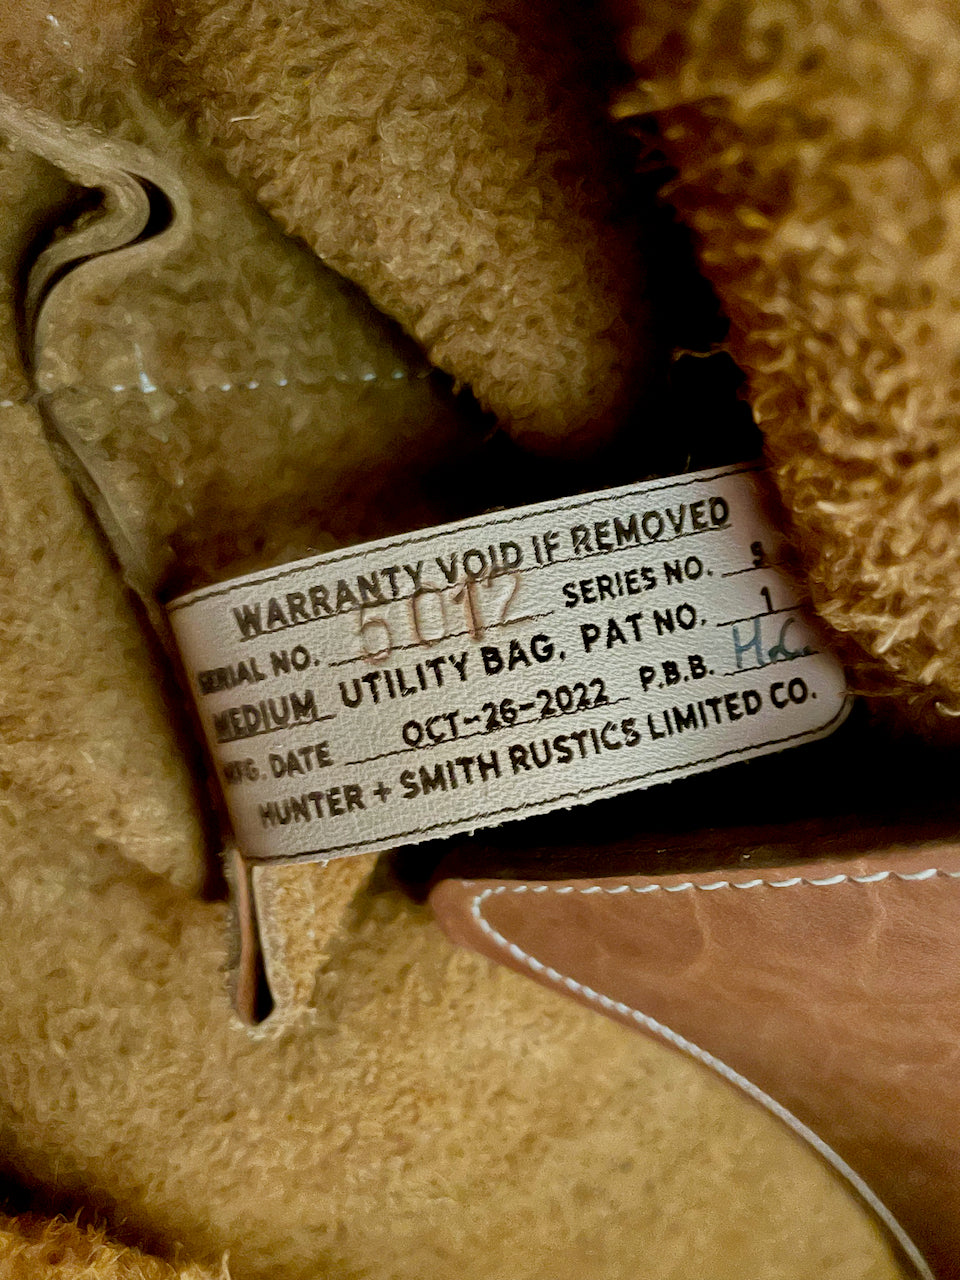 WARRANTY VOID IF REMOVED
SERIAL NO. 5012 SERIES NO. 9
MEDIUM UTILITY BAG, PAT NO. 1
MFG. DATE OCT-26-2022 P.B.B.
HUNTER + SMITH RUSTICS LIMITED CO.